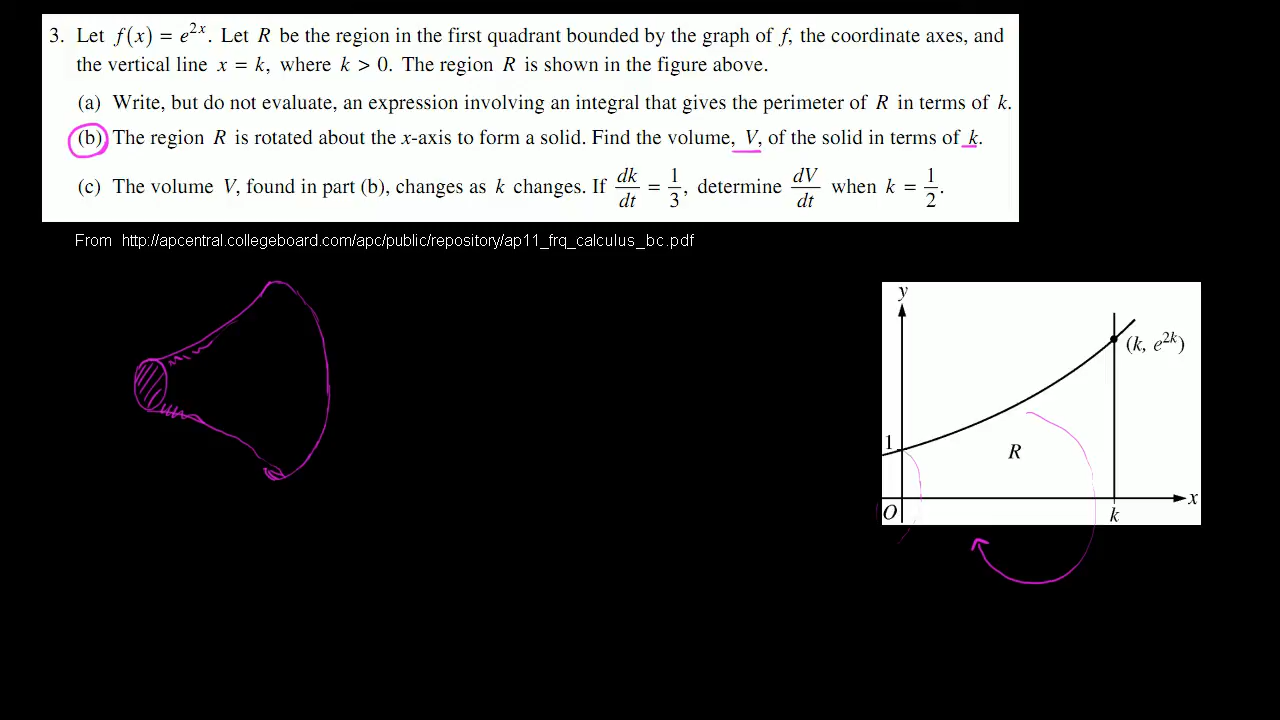 3. Let f(x) = e^{2x}. Let R be the region in the first quadrant bounded by the graph of f, the coordinate axes, and
the vertical line x = k, where k > 0. The region R is shown in the figure above.
(a) Write, but do not evaluate, an expression involving an integral that gives the perimeter of R in terms of k.
(b) The region R is rotated about the x-axis to form a solid. Find the volume, V, of the solid in terms of k.
(c) The volume V, found in part (b), changes as k changes. If dk/dt = 1/3, determine dV/dt when k = 1/2.
From http://apcentral.collegeboard.com/apc/public/repository/ap11_frq_calculus_bc.pdf
y
(k, e^{2k})
1
R
x
O
k